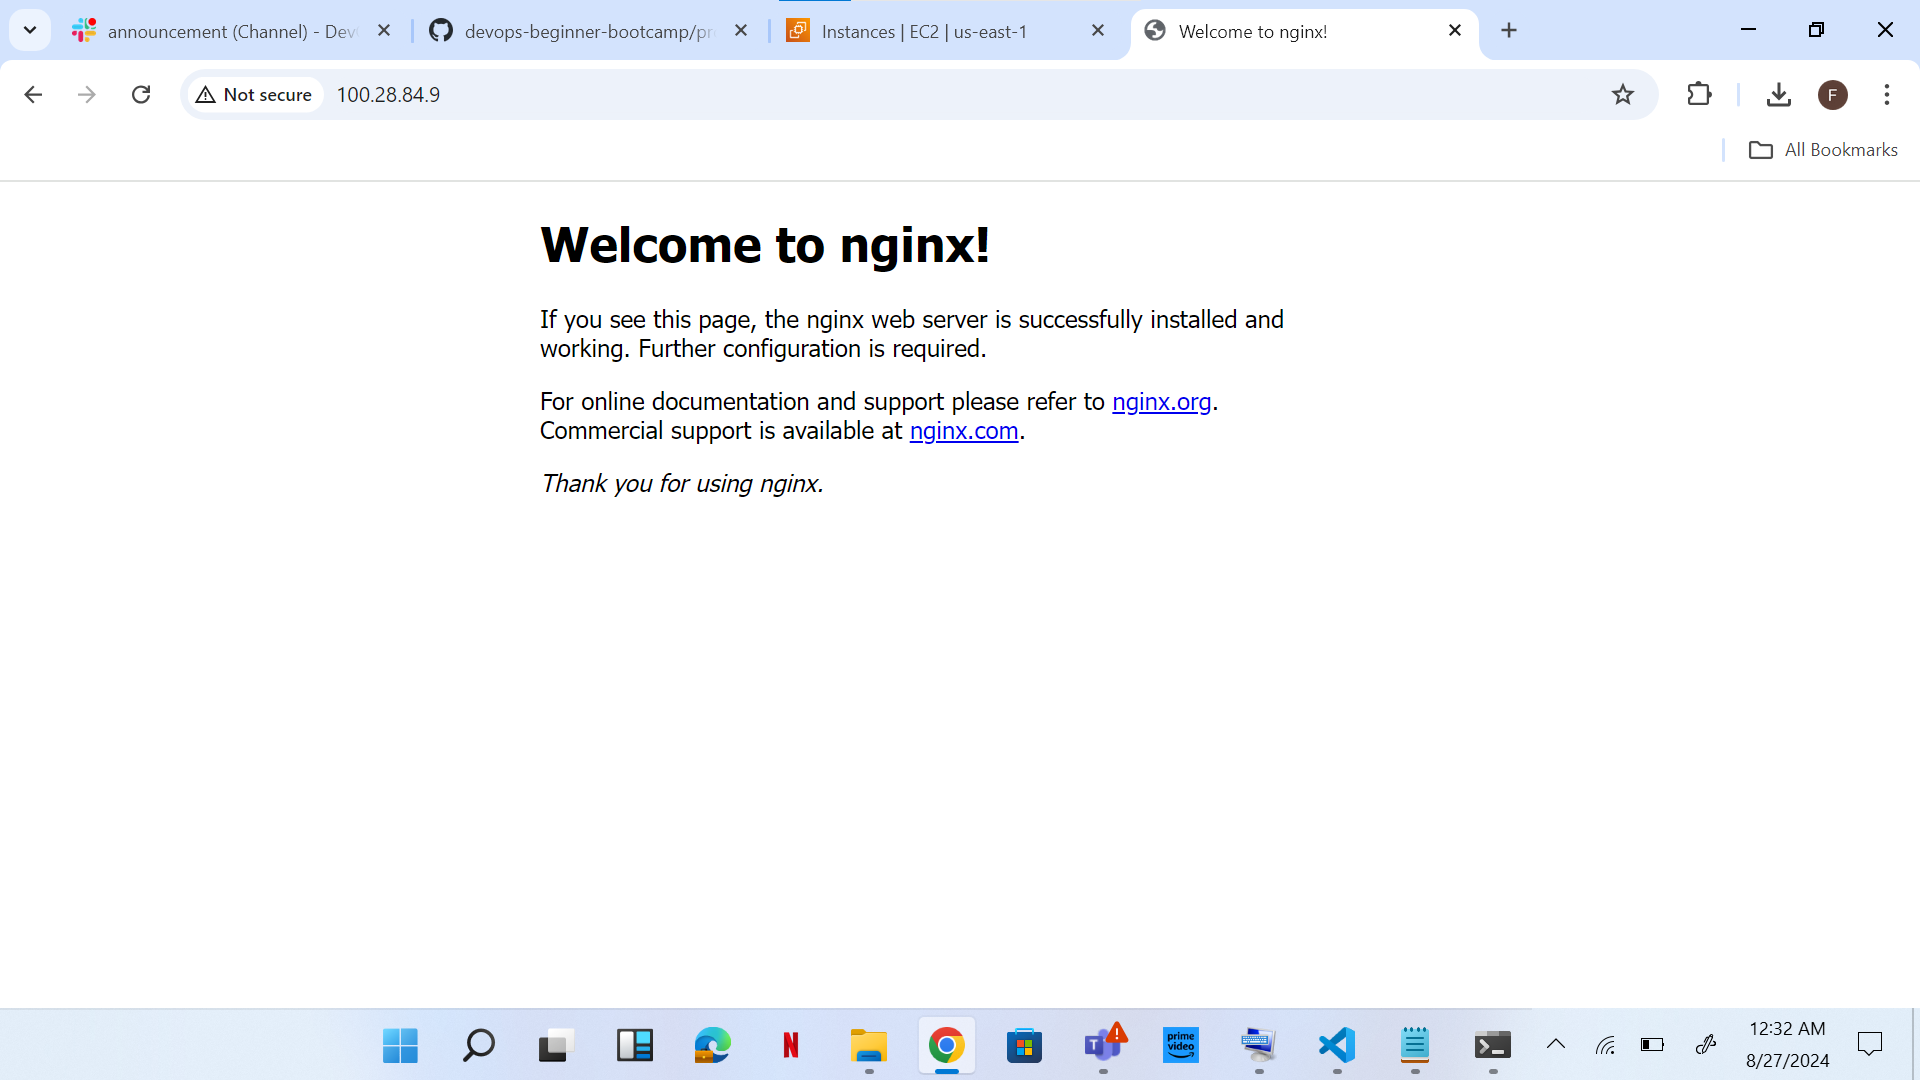 announcement (Channel) - Dev
devops-beginner-bootcamp/pr
Instances | EC2 | us-east-1
Welcome to nginx!
Not secure
100.28.84.9
F
All Bookmarks
Welcome to nginx!
If you see this page, the nginx web server is successfully installed and
working. Further configuration is required.
For online documentation and support please refer to nginx.org.
Commercial support is available at nginx.com.
Thank you for using nginx.
N
T
prime
video
12:32 AM
8/27/2024